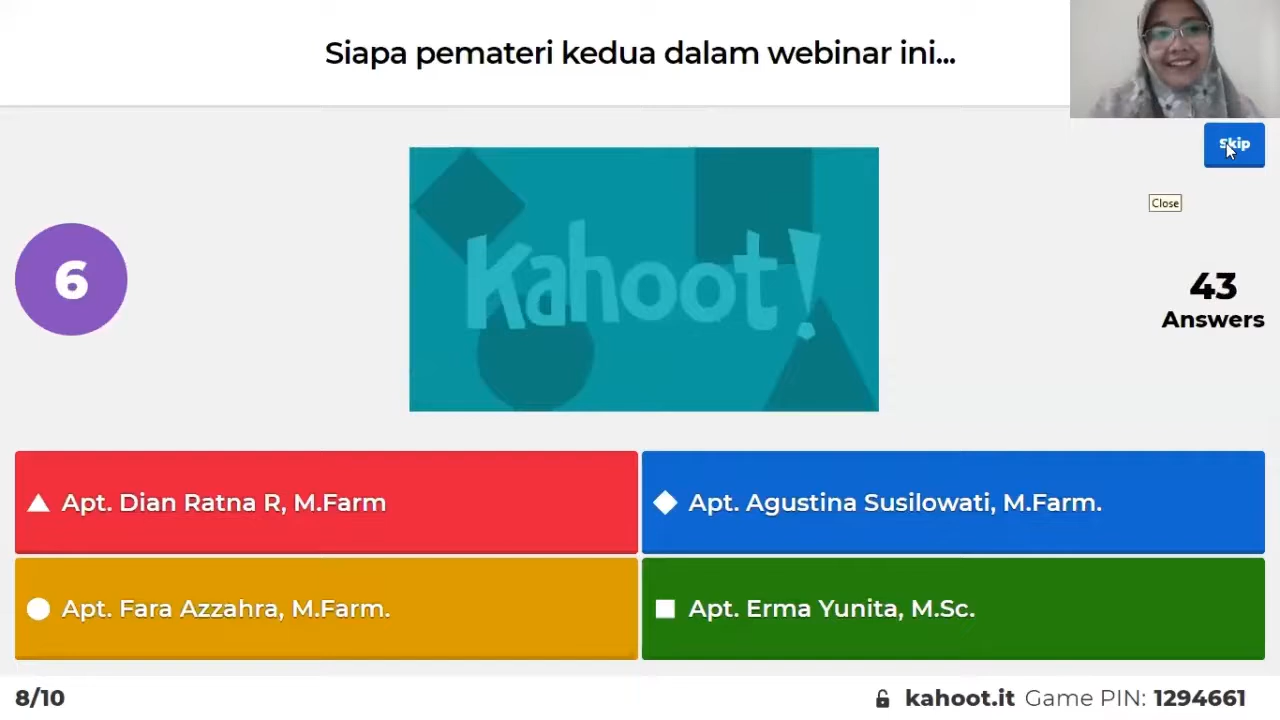 Siapa pemateri kedua dalam webinar ini...
Skip
Close
6
Kahoot!
43
Answers
Apt. Dian Ratna R, M.Farm
Apt. Agustina Susilowati, M.Farm.
Apt. Fara Azzahra, M.Farm.
Apt. Erma Yunita, M.Sc.
8/10
kahoot.it Game PIN: 1294661